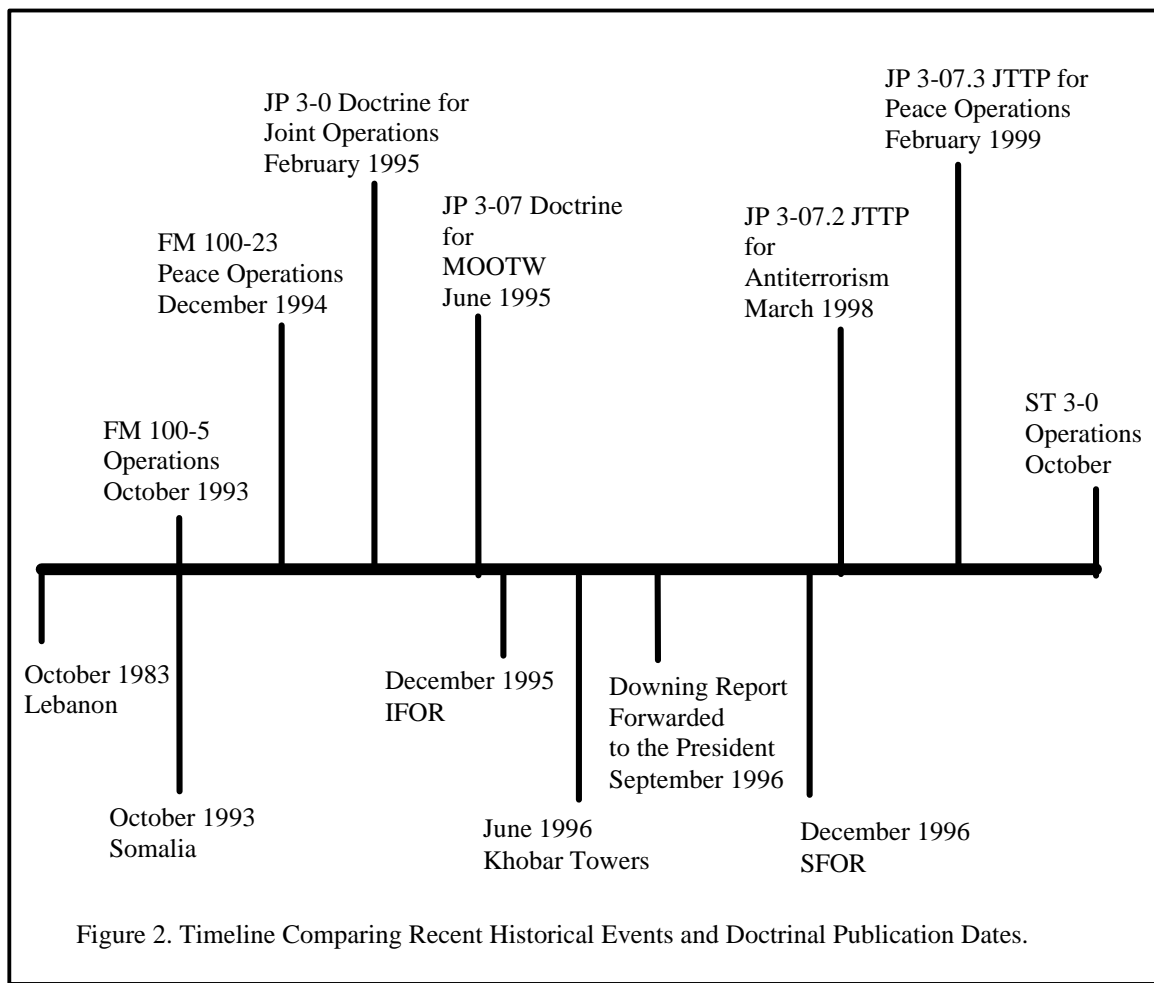 JP 3-07.3 JTTP for
Peace Operations
February 1999
JP 3-0 Doctrine for
Joint Operations
February 1995
JP 3-07 Doctrine
for
MOOTW
June 1995
JP 3-07.2 JTTP
for
Antiterrorism
March 1998
FM 100-23
Peace Operations
December 1994
ST 3-0
Operations
October
FM 100-5
Operations
October 1993
October 1983
Lebanon
December 1995
IFOR
Downing Report
Forwarded
to the President
September 1996
October 1993
Somalia
June 1996
Khobar Towers
December 1996
SFOR
Figure 2. Timeline Comparing Recent Historical Events and Doctrinal Publication Dates.